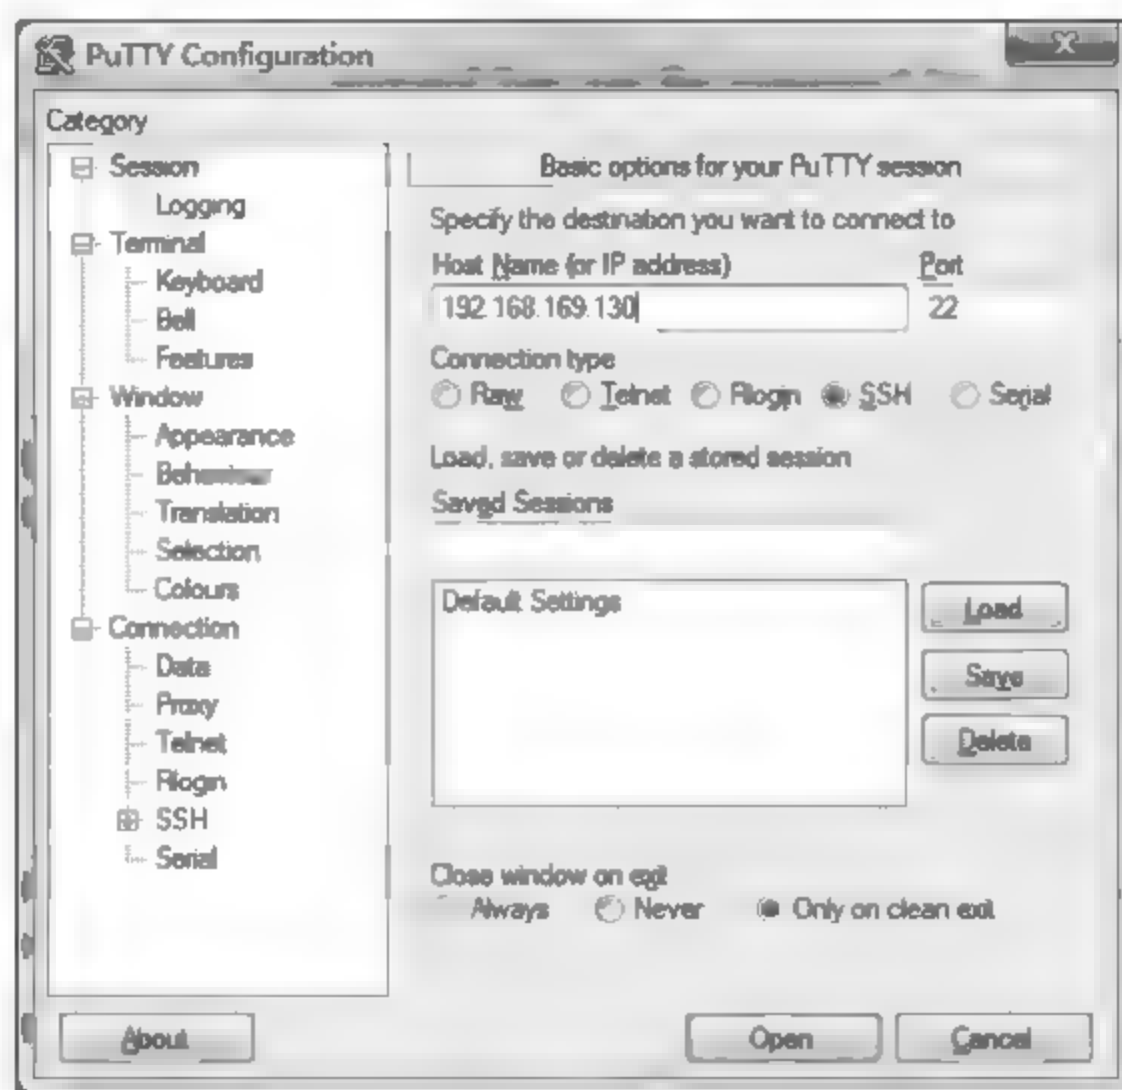 PuTTY Configuration
Category
Session
Logging
Terminal
Keyboard
Bell
Features
Window
Appearance
Behaviour
Translation
Selection
Colours
Connection
Data
Proxy
Telnet
Rlogin
SSH
Serial
Basic options for your PuTTY session
Specify the destination you want to connect to
Host Name (or IP address) Port
192.168.169.130 22
Connection type
Raw Telnet Rlogin SSH Serial
Load, save or delete a stored session
Saved Sessions
Default Settings
Load
Save
Delete
Close window on exit
Always Never Only on clean exit
About Open Cancel